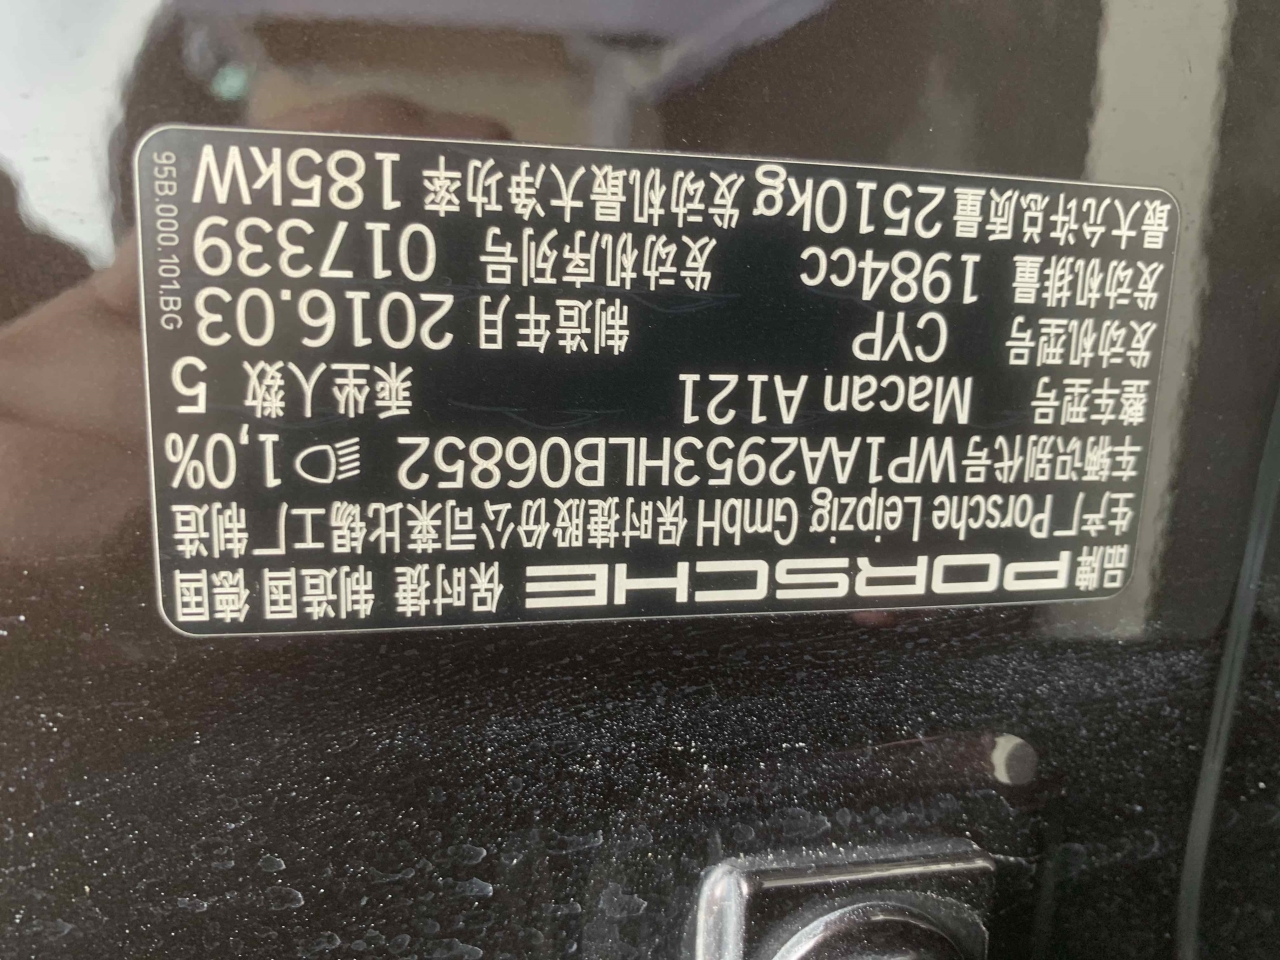 品牌 PORSCHE 保时捷 制造国 德国
生产厂 Porsche Leipzig GmbH 保时捷股份公司莱比锡工厂 制造
车辆识别代号 WP1AA2953HLB06852 1,0%
整车型号 Macan A121 乘坐人数 5
发动机型号 CYP 制造年月 2016.03
发动机排量 1984cc 发动机序列号 017339
最大允许总质量 2510kg 发动机最大净功率 185kW
95B.000.101.BG